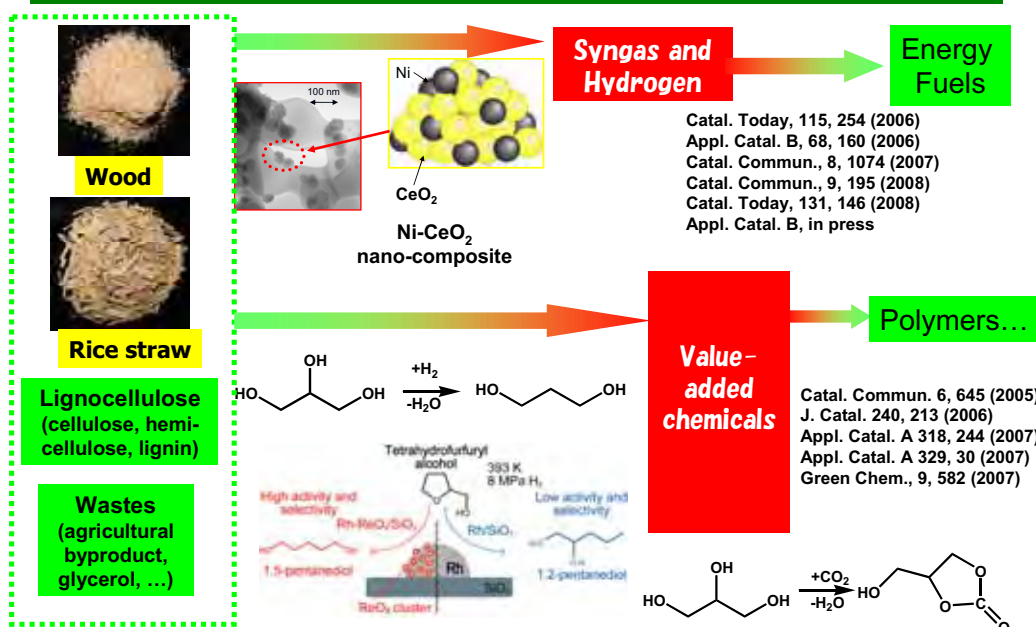 Wood
Rice straw
Lignocellulose
(cellulose, hemi-
cellulose, lignin)
Wastes
(agricultural
byproduct,
glycerol, ...)
100 nm
Ni
CeO2
Ni-CeO2
nano-composite
Syngas and
Hydrogen
Energy
Fuels
Catal. Today, 115, 254 (2006)
Appl. Catal. B, 68, 160 (2006)
Catal. Commun., 8, 1074 (2007)
Catal. Commun., 9, 195 (2008)
Catal. Today, 131, 146 (2008)
Appl. Catal. B, in press
Value-
added
chemicals
Polymers...
Catal. Commun. 6, 645 (2005)
J. Catal. 240, 213 (2006)
Appl. Catal. A 318, 244 (2007)
Appl. Catal. A 329, 30 (2007)
Green Chem., 9, 582 (2007)
OH
HO OH
+H2
-H2O
HO OH
Tetrahydrofurfuryl
alcohol
393 K
8 MPa H2
HO
High activity and
selectivity
Low activity and
selectivity
Rh-ReOx/SiO2
Rh/SiO2
1,5-pentanediol
1,2-pentanediol
Rh
SiO2
ReOx cluster
OH
HO OH
+CO2
-H2O
HO
O
O
C
O